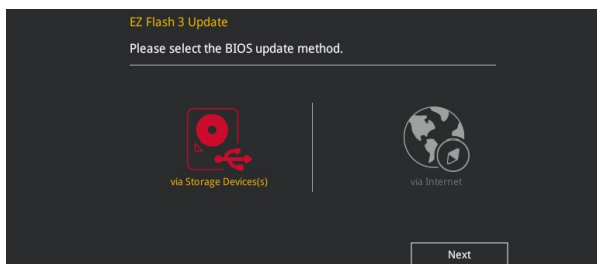 EZ Flash 3 Update
Please select the BIOS update method.
via Storage Devices(s)
via Internet
Next